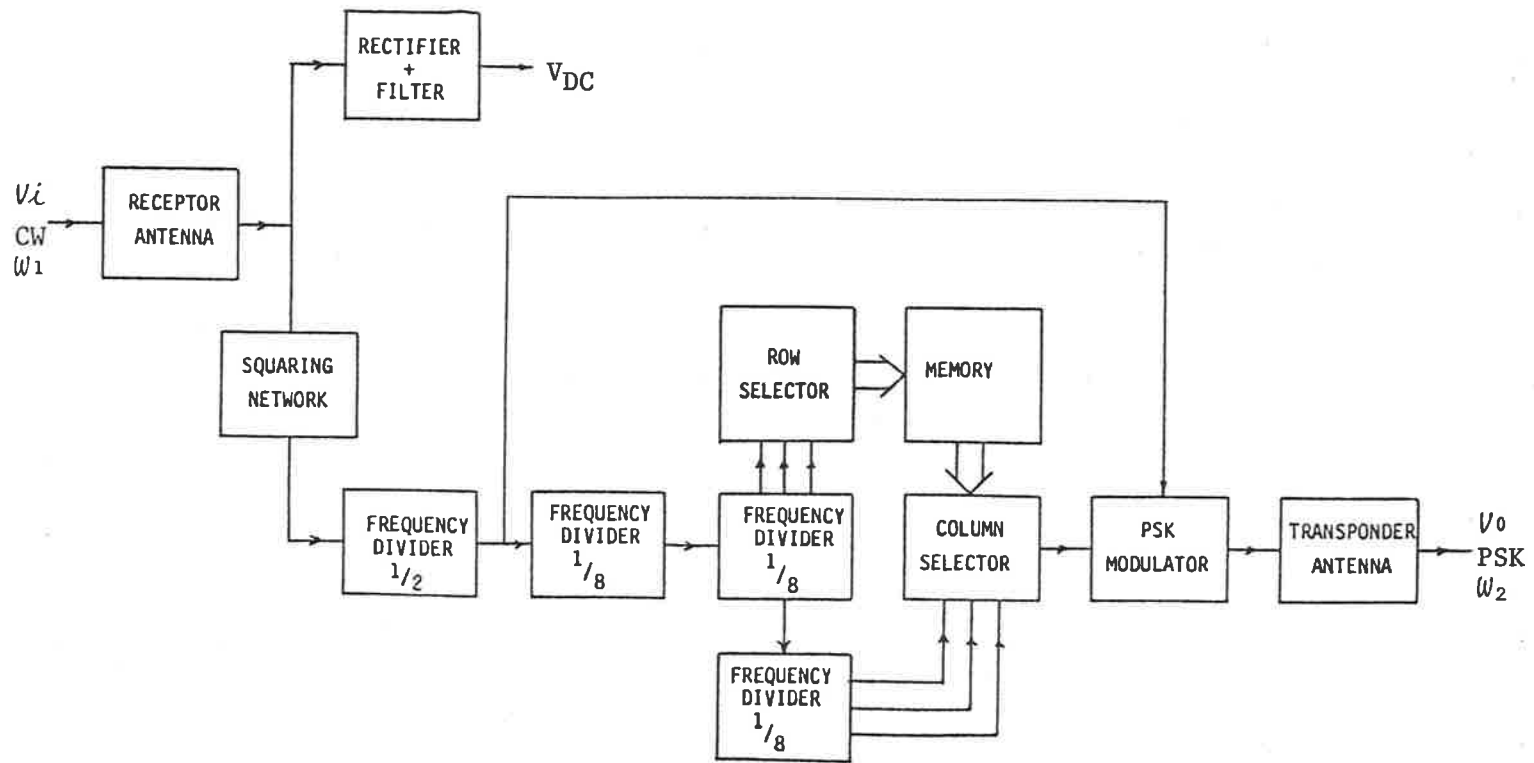 RECTIFIER
+
FILTER
VDC
Vi
CW
W1
RECEPTOR
ANTENNA
SQUARING
NETWORK
ROW
SELECTOR
MEMORY
FREQUENCY
DIVIDER
1/2
FREQUENCY
DIVIDER
1/8
FREQUENCY
DIVIDER
1/8
COLUMN
SELECTOR
PSK
MODULATOR
TRANSPONDER
ANTENNA
Vo
PSK
W2
FREQUENCY
DIVIDER
1/8